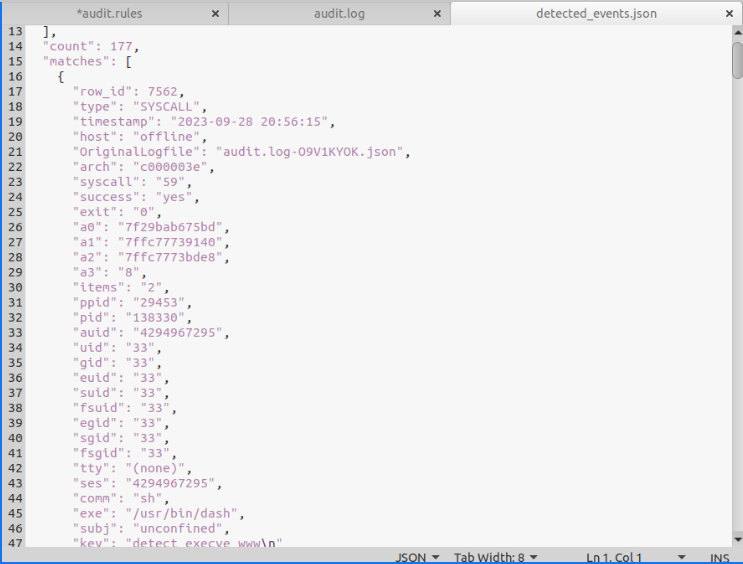 *audit.rules × audit.log × detected_events.json ×
13 ],
14 "count": 177,
15 "matches": [
16 {
17 "row_id": 7562,
18 "type": "SYSCALL",
19 "timestamp": "2023-09-28 20:56:15",
20 "host": "offline",
21 "OriginalLogfile": "audit.log-O9V1KYOK.json",
22 "arch": "c000003e",
23 "syscall": "59",
24 "success": "yes",
25 "exit": "0",
26 "a0": "7f29bab675bd",
27 "a1": "7ffc77739140",
28 "a2": "7ffc7773bde8",
29 "a3": "8",
30 "items": "2",
31 "ppid": "29453",
32 "pid": "138330",
33 "auid": "4294967295",
34 "uid": "33",
35 "gid": "33",
36 "euid": "33",
37 "suid": "33",
38 "fsuid": "33",
39 "egid": "33",
40 "sgid": "33",
41 "fsgid": "33",
42 "tty": "(none)",
43 "ses": "4294967295",
44 "comm": "sh",
45 "exe": "/usr/bin/dash",
46 "subj": "unconfined",
47 "key": "detect_execve_www\n"
JSON Tab Width: 8 Ln 1, Col 1 INS